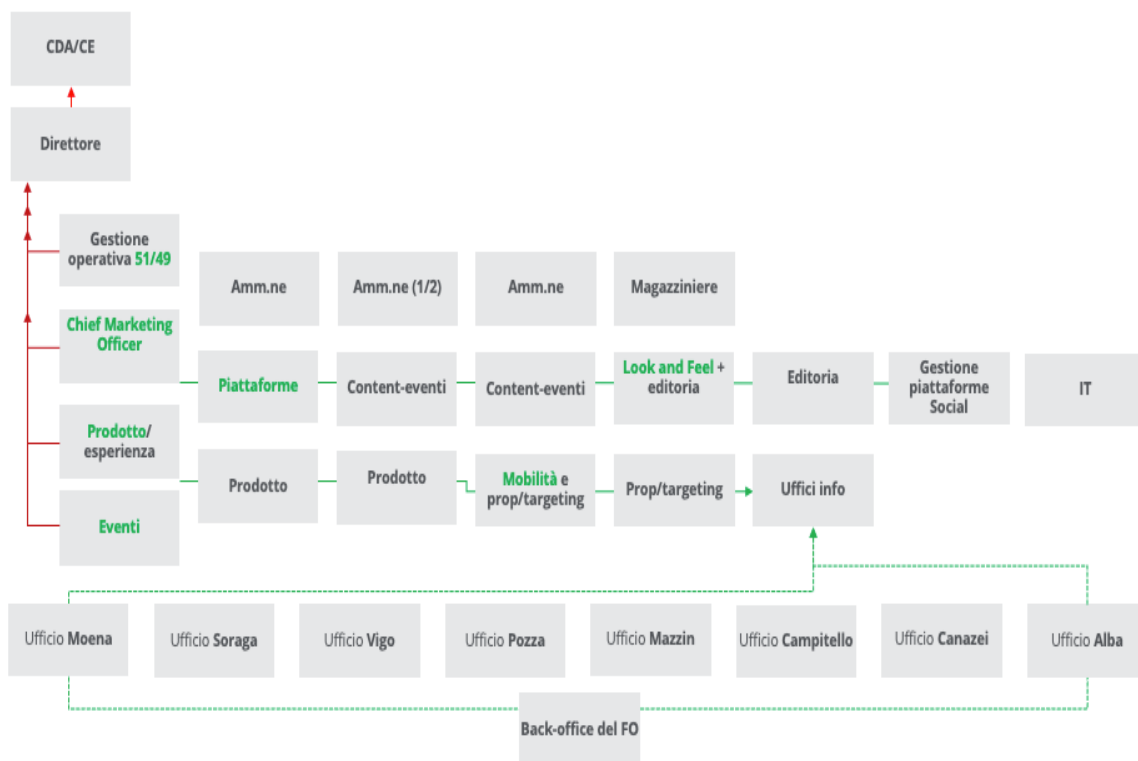 CDA/CE
Direttore
Gestione
operativa 51/49
Amm.ne
Amm.ne (1/2)
Amm.ne
Magazziniere
Chief Marketing
Officer
Piattaforme
Content-eventi
Content-eventi
Look and Feel +
editoria
Editoria
Gestione
piattaforme
Social
IT
Prodotto/
esperienza
Prodotto
Prodotto
Mobilità e
prop/targeting
Prop/targeting
Uffici info
Eventi
Ufficio Moena
Ufficio Soraga
Ufficio Vigo
Ufficio Pozza
Ufficio Mazzin
Ufficio Campitello
Ufficio Canazei
Ufficio Alba
Back-office del FO